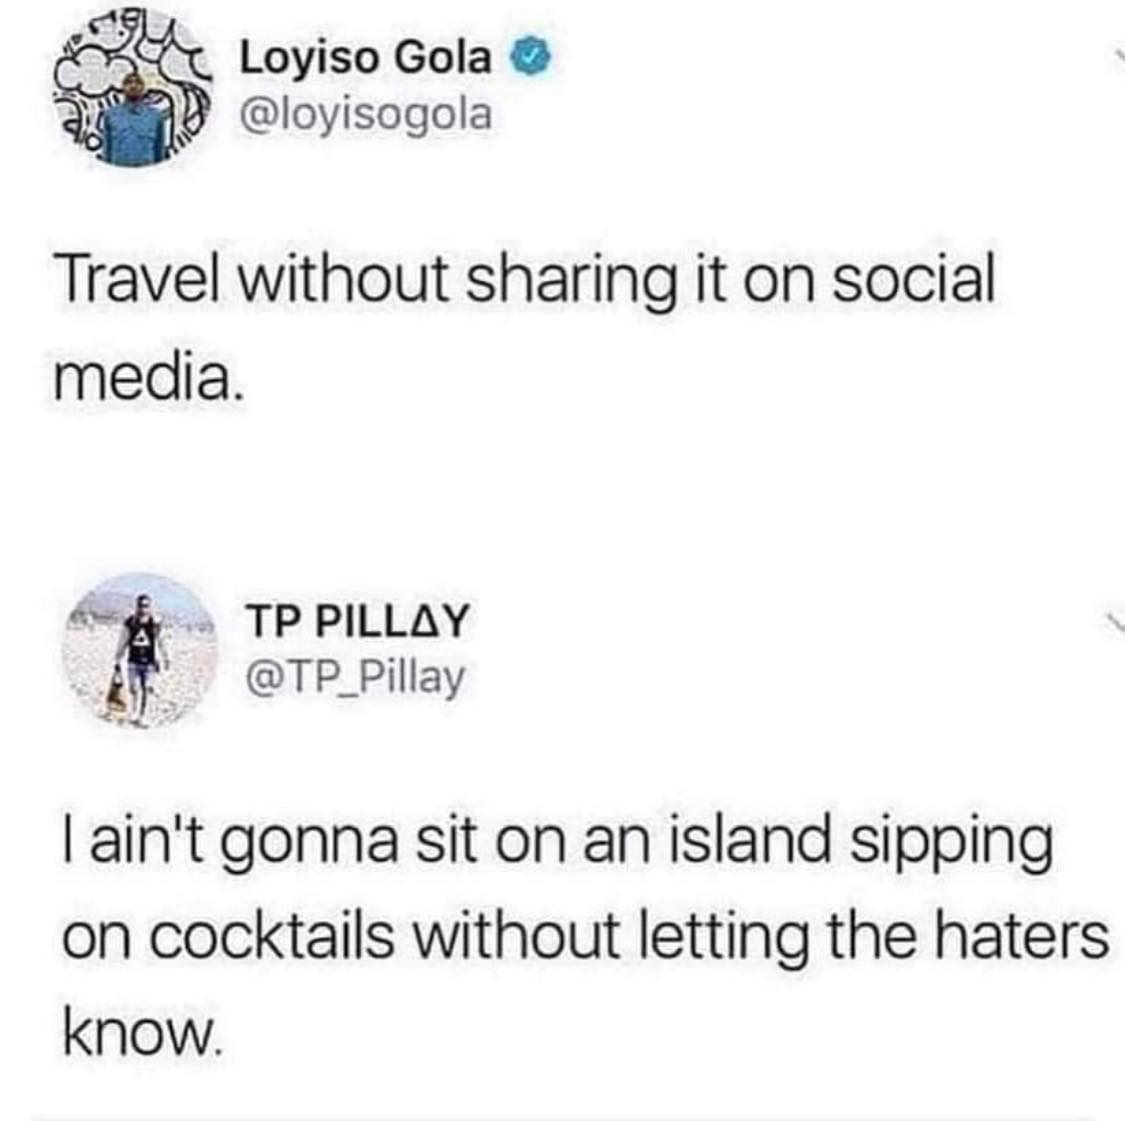 Loyiso Gola
@loyisogola
Travel without sharing it on social
media.
TP PILLΔY
@TP_Pillay
I ain't gonna sit on an island sipping
on cocktails without letting the haters
know.